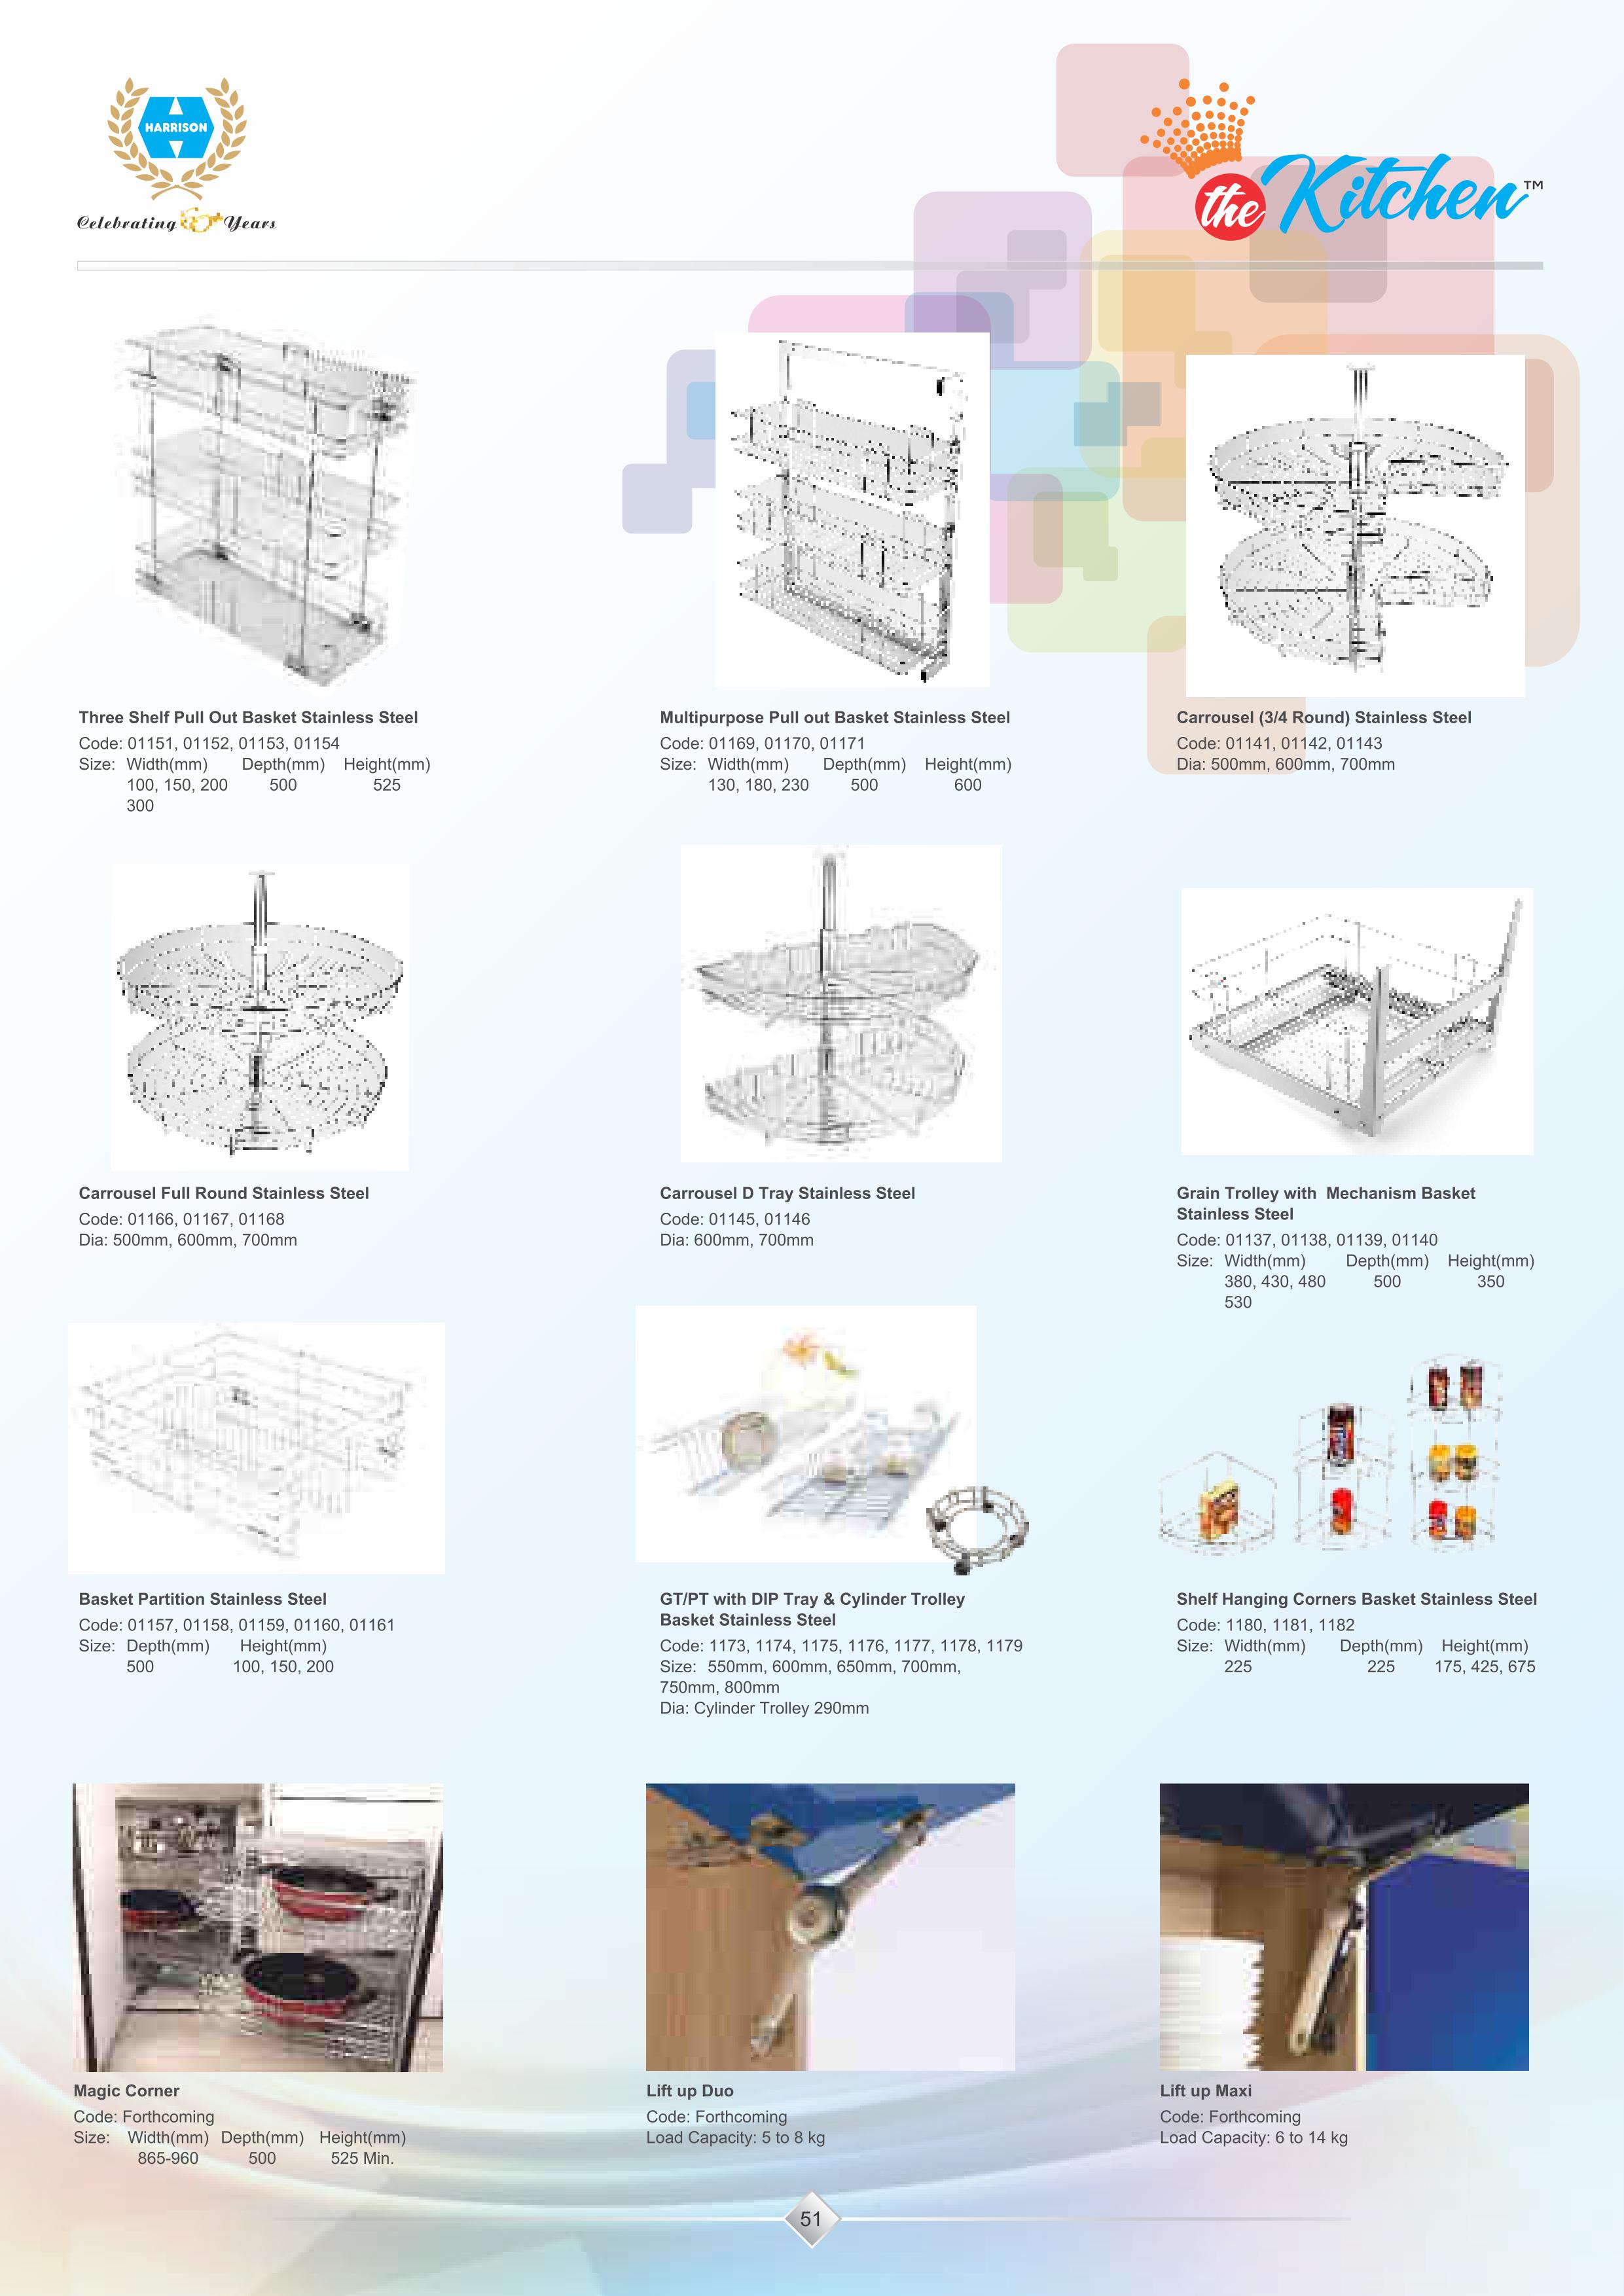 HARRISON
Celebrating Years
the Kitchen™
Three Shelf Pull Out Basket Stainless Steel
Code: 01151, 01152, 01153, 01154
Size: Width(mm) Depth(mm) Height(mm)
100, 150, 200 500 525
300
Multipurpose Pull out Basket Stainless Steel
Code: 01169, 01170, 01171
Size: Width(mm) Depth(mm) Height(mm)
130, 180, 230 500 600
Carrousel (3/4 Round) Stainless Steel
Code: 01141, 01142, 01143
Dia: 500mm, 600mm, 700mm
Carrousel Full Round Stainless Steel
Code: 01166, 01167, 01168
Dia: 500mm, 600mm, 700mm
Carrousel D Tray Stainless Steel
Code: 01145, 01146
Dia: 600mm, 700mm
Grain Trolley with Mechanism Basket
Stainless Steel
Code: 01137, 01138, 01139, 01140
Size: Width(mm) Depth(mm) Height(mm)
380, 430, 480 500 350
530
Basket Partition Stainless Steel
Code: 01157, 01158, 01159, 01160, 01161
Size: Depth(mm) Height(mm)
500 100, 150, 200
GT/PT with DIP Tray & Cylinder Trolley
Basket Stainless Steel
Code: 1173, 1174, 1175, 1176, 1177, 1178, 1179
Size: 550mm, 600mm, 650mm, 700mm,
750mm, 800mm
Dia: Cylinder Trolley 290mm
Shelf Hanging Corners Basket Stainless Steel
Code: 1180, 1181, 1182
Size: Width(mm) Depth(mm) Height(mm)
225 225 175, 425, 675
Magic Corner
Code: Forthcoming
Size: Width(mm) Depth(mm) Height(mm)
865-960 500 525 Min.
Lift up Duo
Code: Forthcoming
Load Capacity: 5 to 8 kg
Lift up Maxi
Code: Forthcoming
Load Capacity: 6 to 14 kg
51